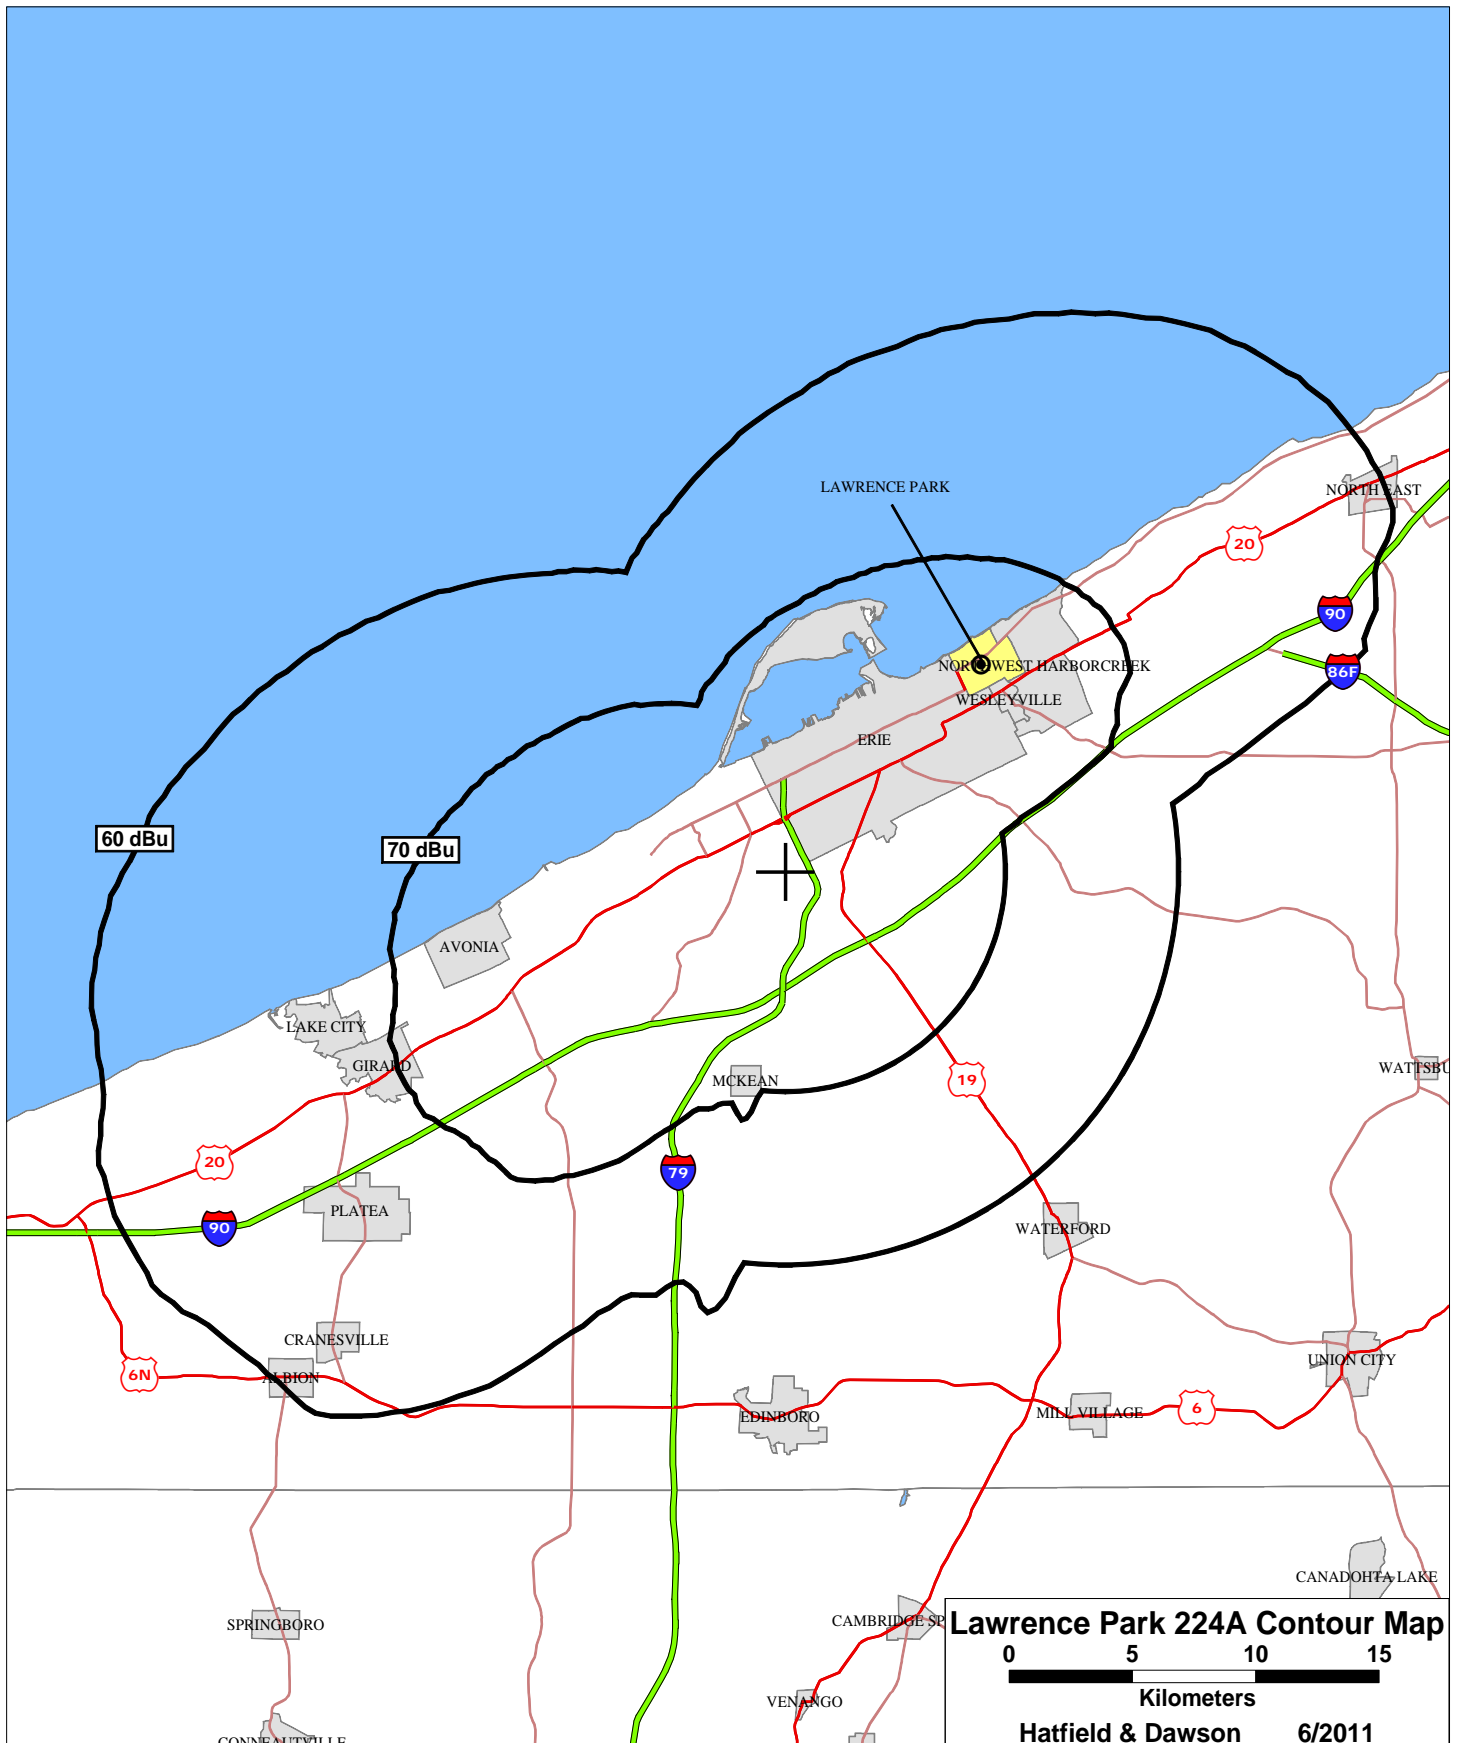 LAWRENCE PARK
NORTH EAST
20
90
NORTHWEST HARBORCREEK
86F
WESLEYVILLE
ERIE
60 dBu
70 dBu
AVONIA
LAKE CITY
GIRARD
MCKEAN
19
WATTSBU
20
79
PLATEA
90
WATERFORD
CRANESVILLE
6N
ALBION
UNION CITY
EDINBORO
MILL VILLAGE
6
CANADOHTA LAKE
SPRINGBORO
CAMBRIDGE SP
VENANGO
CONNEAUTVILLE
Lawrence Park 224A Contour Map
0 5 10 15
Kilometers
Hatfield & Dawson 6/2011